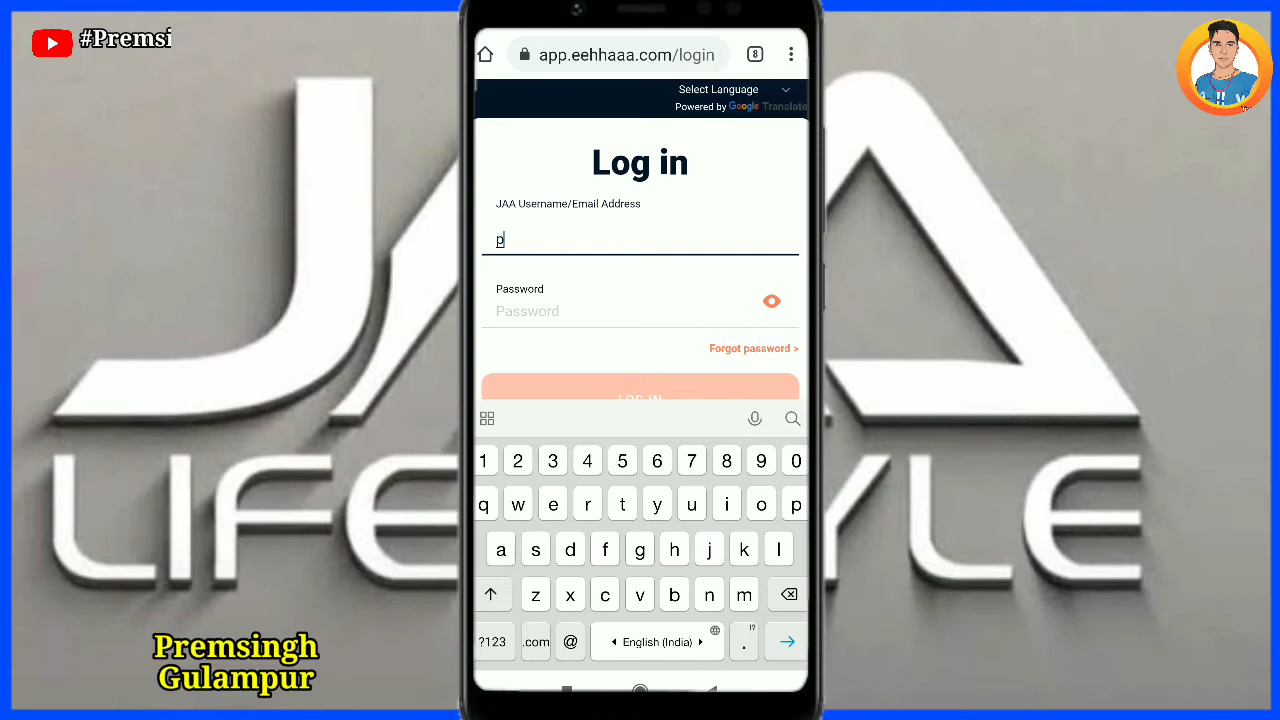 #Premsi
app.eehhaaa.com/login
8
Select Language
Powered by Google Translate
Log in
JAA Username/Email Address
p
Password
Password
Forgot password >
LOG IN
1 2 3 4 5 6 7 8 9 0
q w e r t y u i o p
a s d f g h j k l
z x c v b n m
?123 .com @ English (India) . !?
JAA
LIFESTYLE
Premsingh
Gulampur